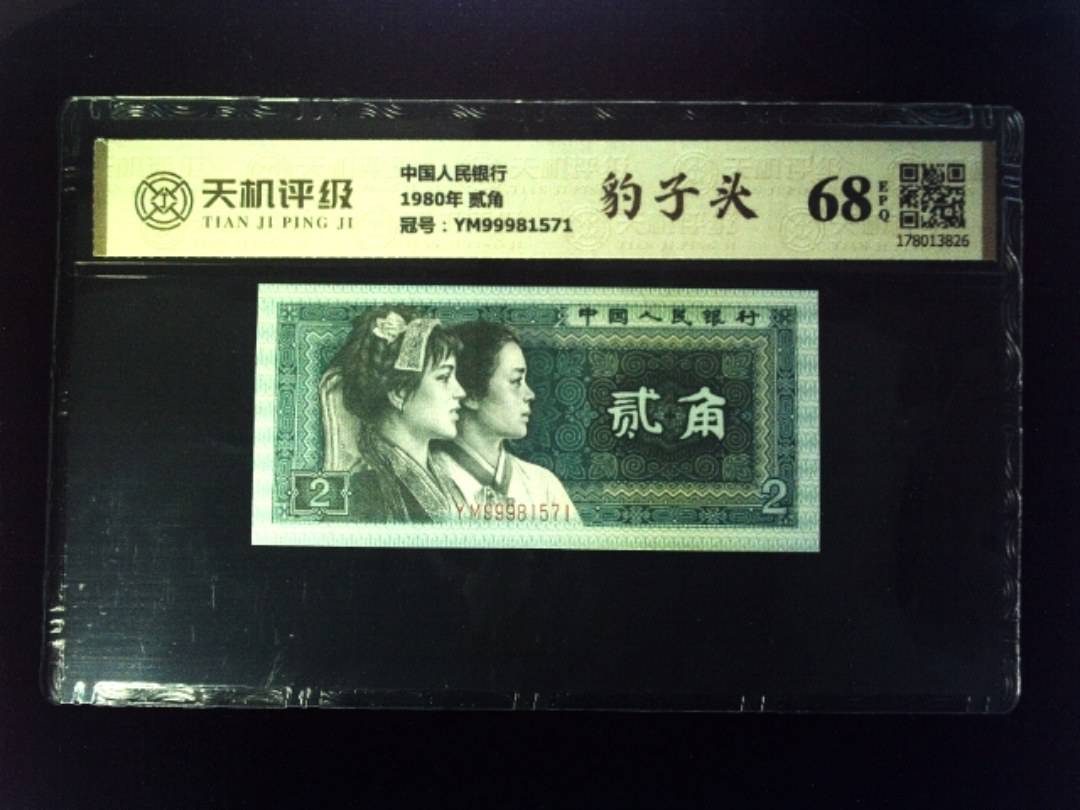 天机评级
TIAN JI PING JI
中国人民银行
1980年 贰角
冠号：YM99981571
豹子头
68
EPQ
178013826
中国人民银行
贰角
2
YM99981571
2